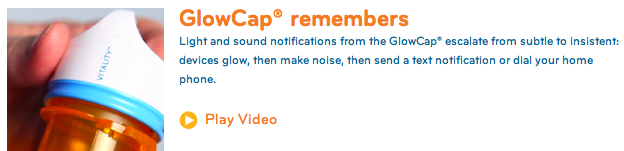 GlowCap® remembers
Light and sound notifications from the GlowCap® escalate from subtle to insistent:
devices glow, then make noise, then send a text notification or dial your home
phone.
Play Video
VITALITY™